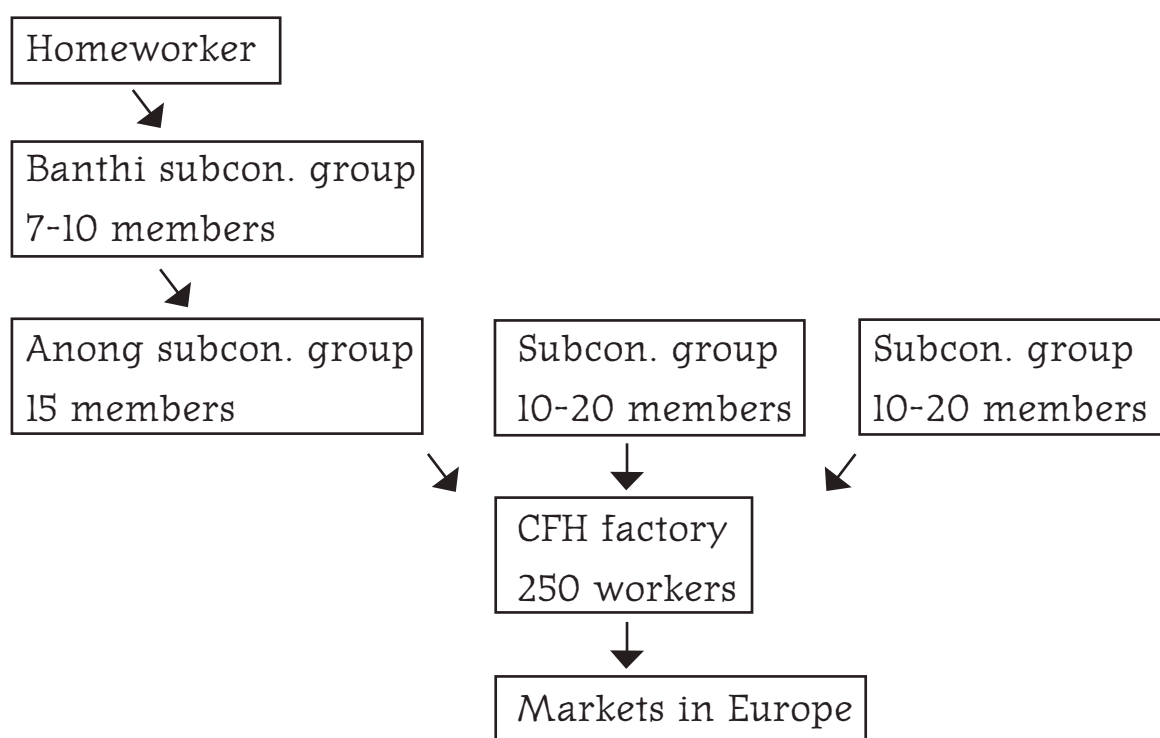 Homeworker
Banthi subcon. group
7-10 members
Anong subcon. group
15 members
Subcon. group
10-20 members
Subcon. group
10-20 members
CFH factory
250 workers
Markets in Europe